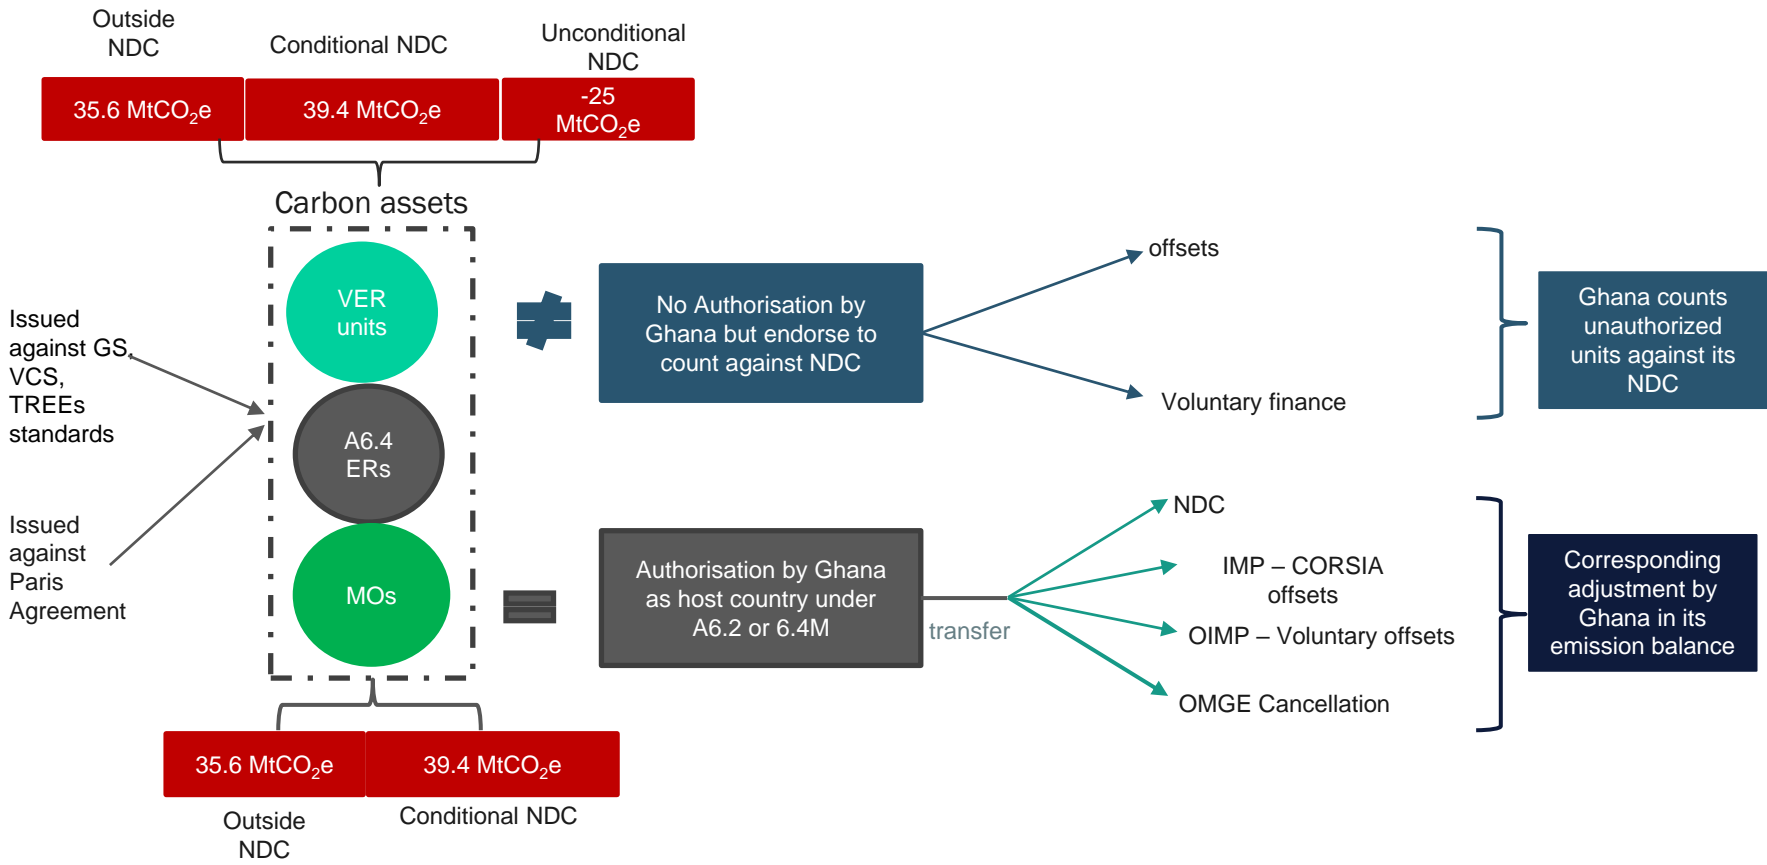 Outside
NDC
Conditional NDC
Unconditional
NDC
35.6 MtCO₂e
39.4 MtCO₂e
-25
MtCO₂e
Carbon assets
VER
units
A6.4
ERs
MOs
Issued
against GS,
VCS,
TREEs
standards
Issued
against
Paris
Agreement
No Authorisation by
Ghana but endorse to
count against NDC
offsets
Voluntary finance
Ghana counts
unauthorized
units against its
NDC
Authorisation by Ghana
as host country under
A6.2 or 6.4M
transfer
NDC
IMP – CORSIA
offsets
OIMP – Voluntary offsets
OMGE Cancellation
Corresponding
adjustment by
Ghana in its
emission balance
35.6 MtCO₂e
39.4 MtCO₂e
Outside
NDC
Conditional NDC